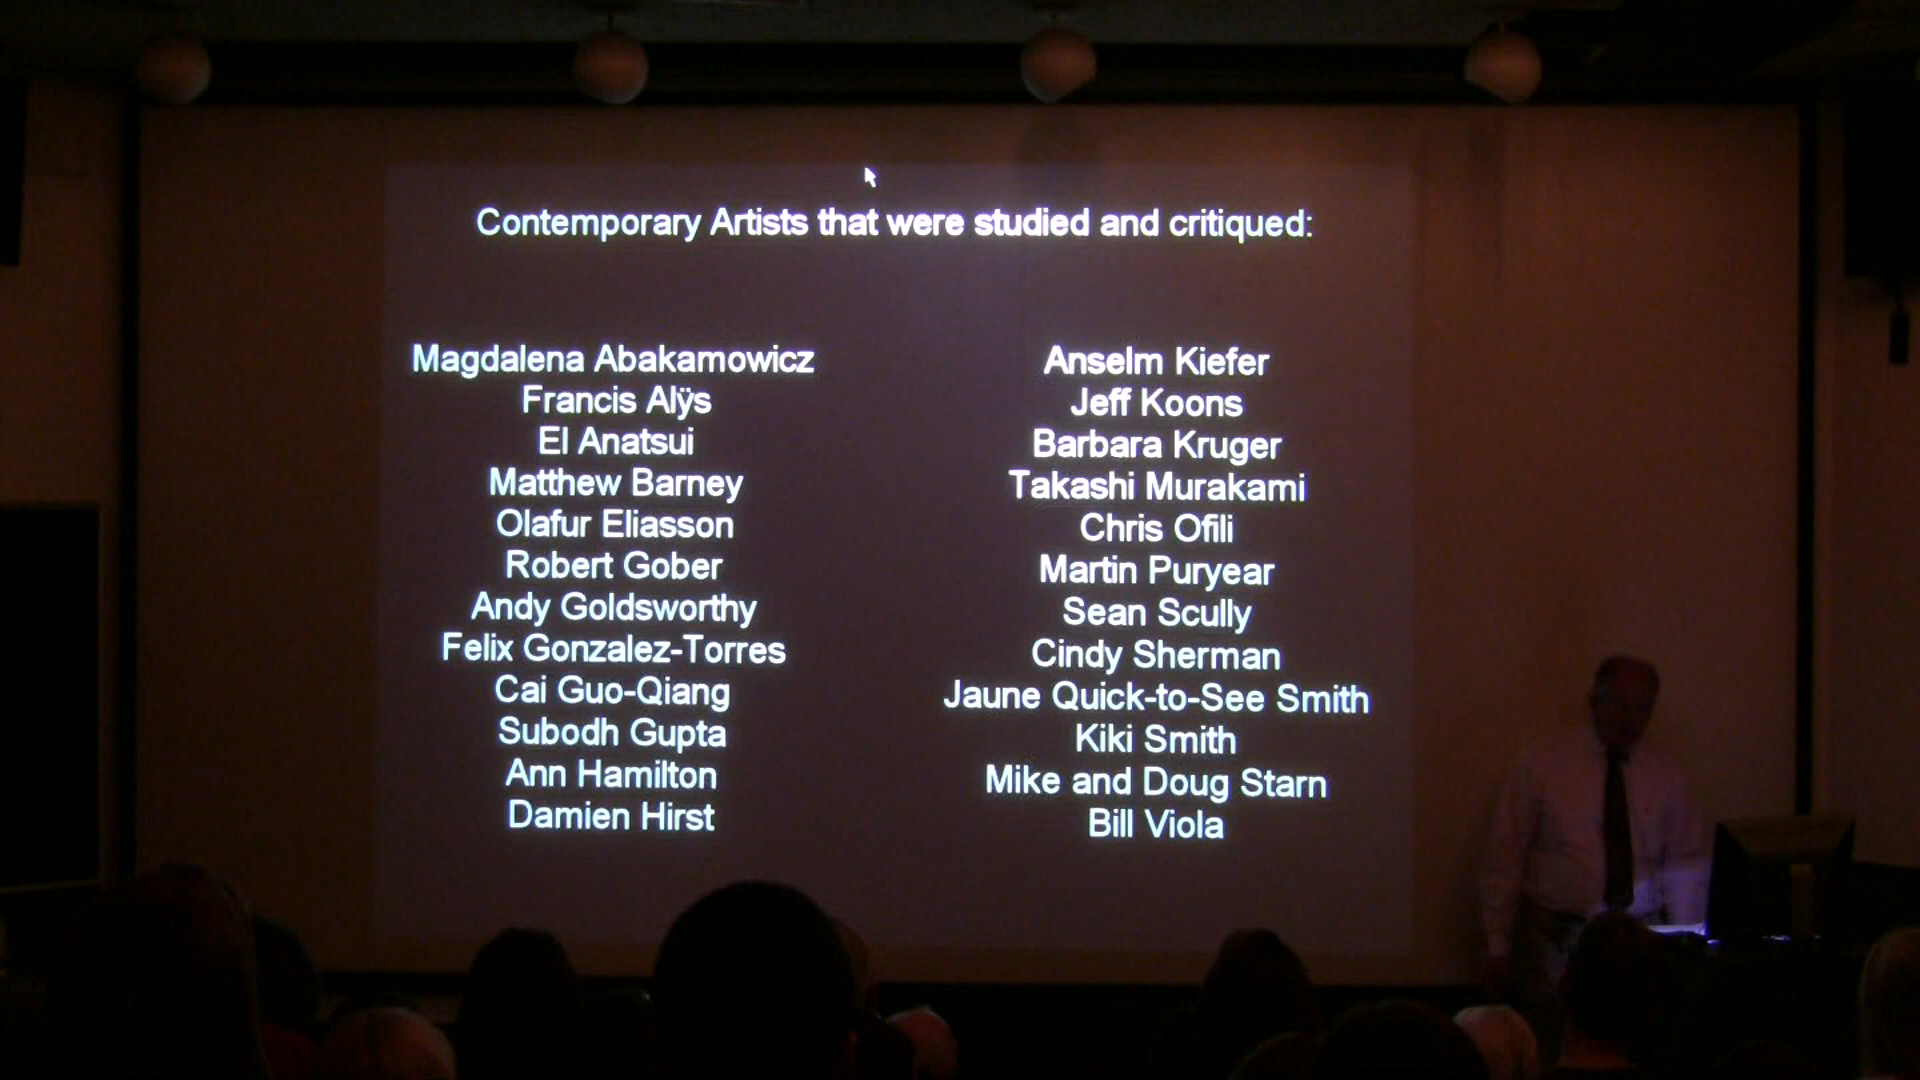 Contemporary Artists that were studied and critiqued:
Magdalena Abakamowicz
Francis Alÿs
El Anatsui
Matthew Barney
Olafur Eliasson
Robert Gober
Andy Goldsworthy
Felix Gonzalez-Torres
Cai Guo-Qiang
Subodh Gupta
Ann Hamilton
Damien Hirst
Anselm Kiefer
Jeff Koons
Barbara Kruger
Takashi Murakami
Chris Ofili
Martin Puryear
Sean Scully
Cindy Sherman
Jaune Quick-to-See Smith
Kiki Smith
Mike and Doug Starn
Bill Viola